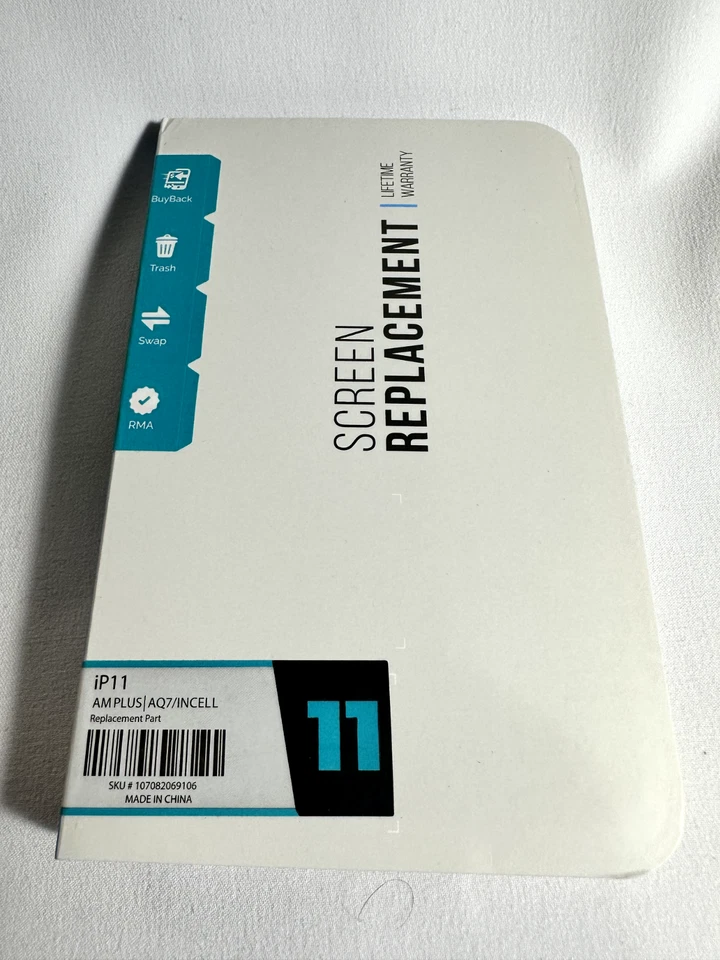 BuyBack
Trash
Swap
RMA
SCREEN
REPLACEMENT
LIFETIME
WARRANTY
iP11
AM PLUS|AQ7/INCELL
Replacement Part
SKU # 107082069106
MADE IN CHINA
11